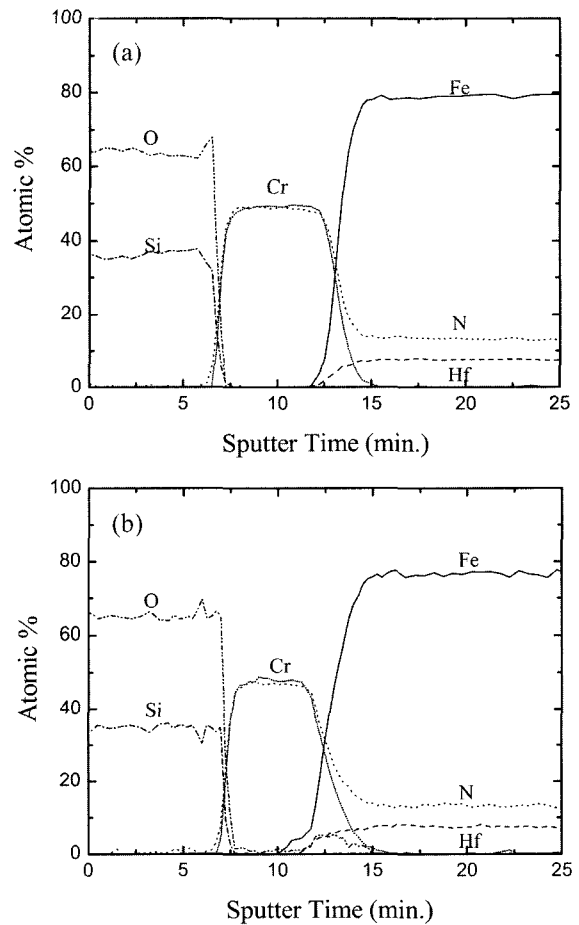 (a)
100
80
60
40
20
0
Atomic %
O
Si
Cr
Fe
N
Hf
0 5 10 15 20 25
Sputter Time (min.)
(b)
100
80
60
40
20
0
Atomic %
O
Si
Cr
Fe
N
Hf
0 5 10 15 20 25
Sputter Time (min.)